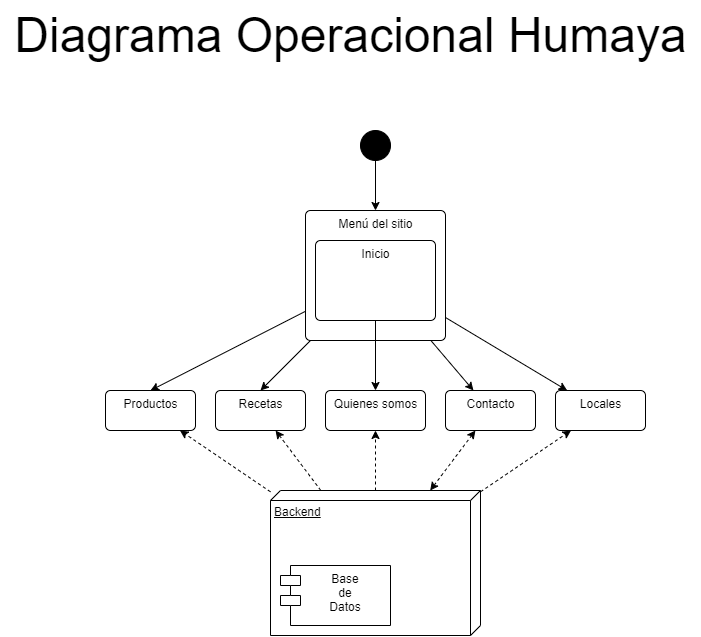 Diagrama Operacional Humaya
Menú del sitio
Inicio
Productos
Recetas
Quienes somos
Contacto
Locales
Backend
Base
de
Datos